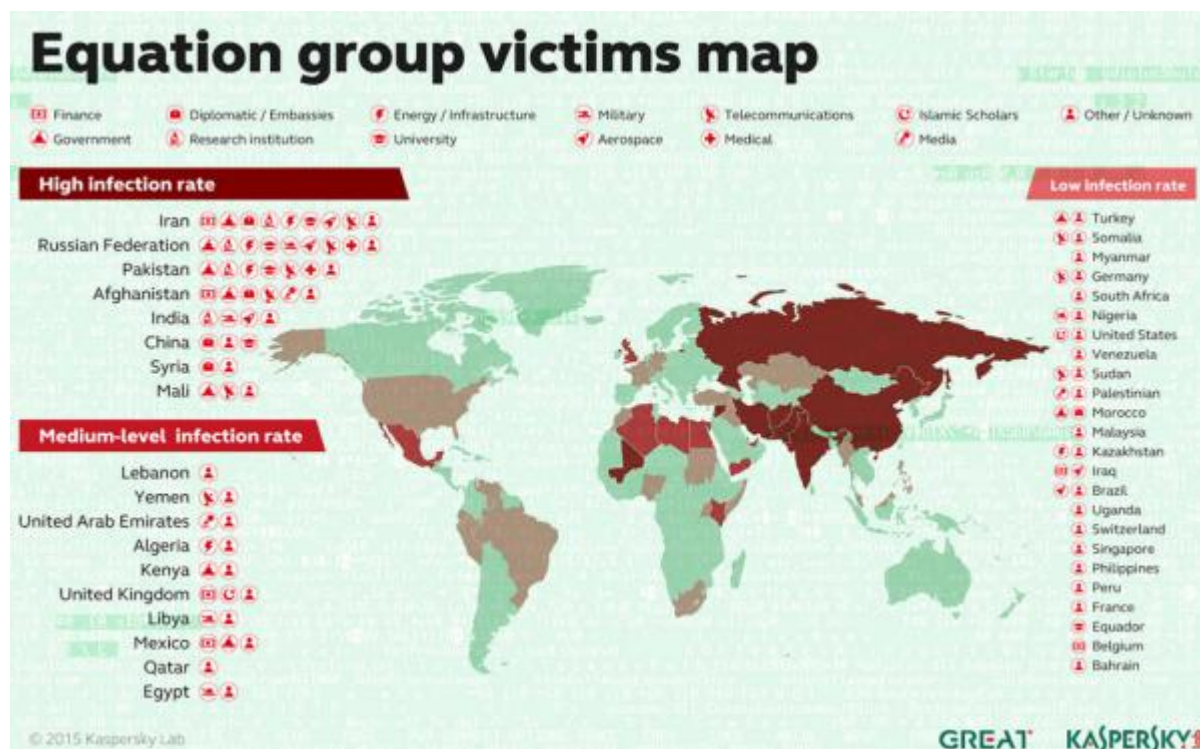 Equation group victims map
Finance Diplomatic / Embassies Energy / Infrastructure Military Telecommunications Islamic Scholars Other / Unknown
Government Research institution University Aerospace Medical Media
High infection rate
Iran
Russian Federation
Pakistan
Afghanistan
India
China
Syria
Mali
Medium-level infection rate
Lebanon
Yemen
United Arab Emirates
Algeria
Kenya
United Kingdom
Libya
Mexico
Qatar
Egypt
Low infection rate
Turkey
Somalia
Myanmar
Germany
South Africa
Nigeria
United States
Venezuela
Sudan
Palestinian
Morocco
Malaysia
Kazakhstan
Iraq
Brazil
Uganda
Switzerland
Singapore
Philippines
Peru
France
Equador
Belgium
Bahrain
© 2015 Kaspersky Lab
GREAT KASPERSKY